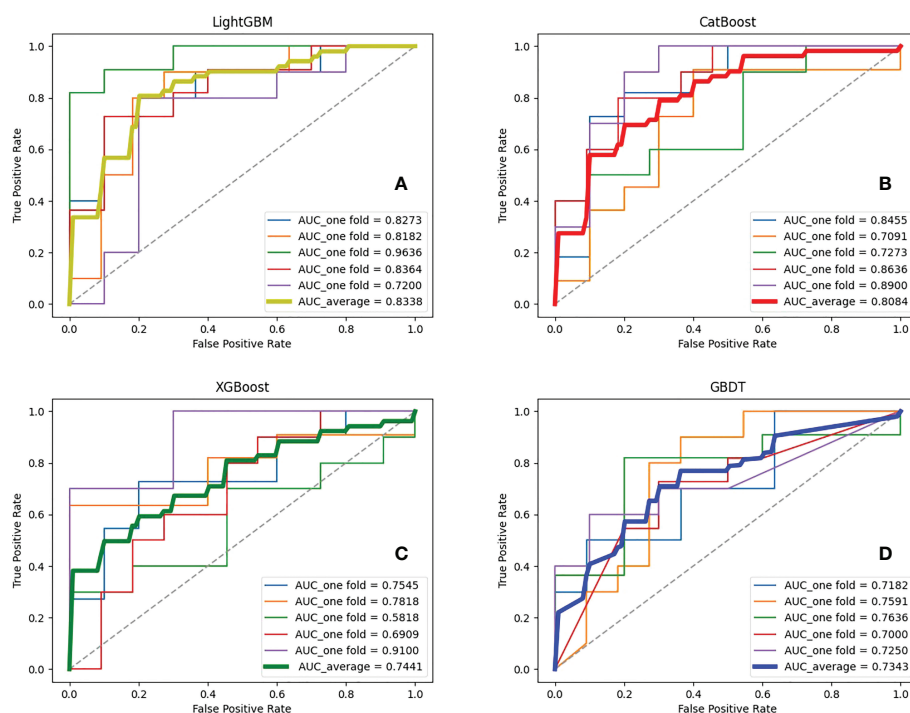 LightGBM
1.0
0.8
0.6
0.4
0.2
0.0
True Positive Rate
A
AUC_one fold = 0.8273
AUC_one fold = 0.8182
AUC_one fold = 0.9636
AUC_one fold = 0.8364
AUC_one fold = 0.7200
AUC_average = 0.8338
0.0 0.2 0.4 0.6 0.8 1.0
False Positive Rate
CatBoost
1.0
0.8
0.6
0.4
0.2
0.0
True Positive Rate
B
AUC_one fold = 0.8455
AUC_one fold = 0.7091
AUC_one fold = 0.7273
AUC_one fold = 0.8636
AUC_one fold = 0.8900
AUC_average = 0.8084
0.0 0.2 0.4 0.6 0.8 1.0
False Positive Rate
XGBoost
1.0
0.8
0.6
0.4
0.2
0.0
True Positive Rate
C
AUC_one fold = 0.7545
AUC_one fold = 0.7818
AUC_one fold = 0.5818
AUC_one fold = 0.6909
AUC_one fold = 0.9100
AUC_average = 0.7441
0.0 0.2 0.4 0.6 0.8 1.0
False Positive Rate
GBDT
1.0
0.8
0.6
0.4
0.2
0.0
True Positive Rate
D
AUC_one fold = 0.7182
AUC_one fold = 0.7591
AUC_one fold = 0.7636
AUC_one fold = 0.7000
AUC_one fold = 0.7250
AUC_average = 0.7343
0.0 0.2 0.4 0.6 0.8 1.0
False Positive Rate